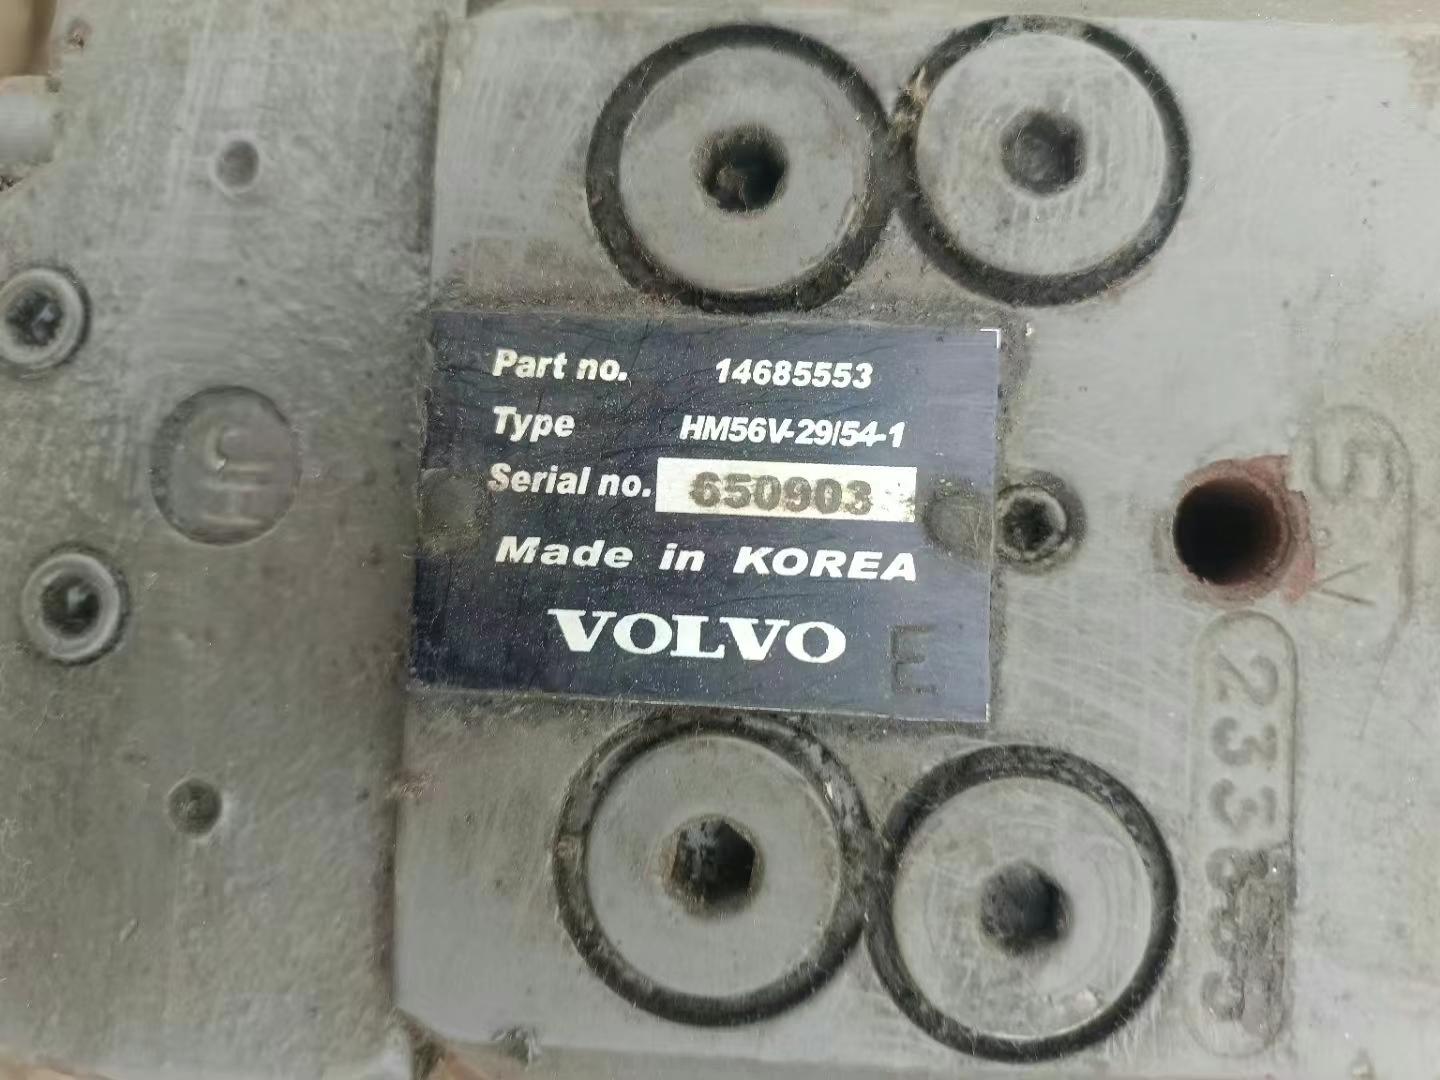 Part no. 14685553
Type HM56V-29/54-1
Serial no. 650903
Made in KOREA
VOLVO
E